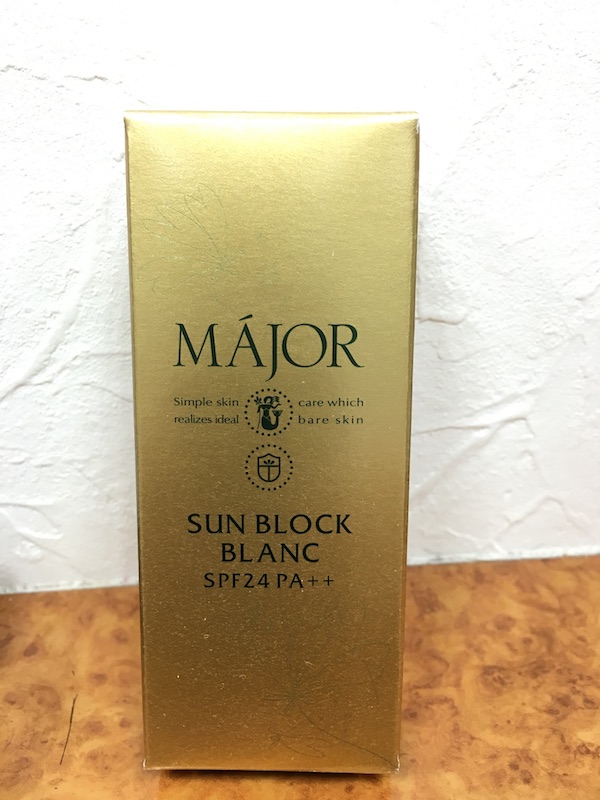 MÁJOR
Simple skin care which
realizes ideal bare skin
SUN BLOCK
BLANC
SPF24 PA++